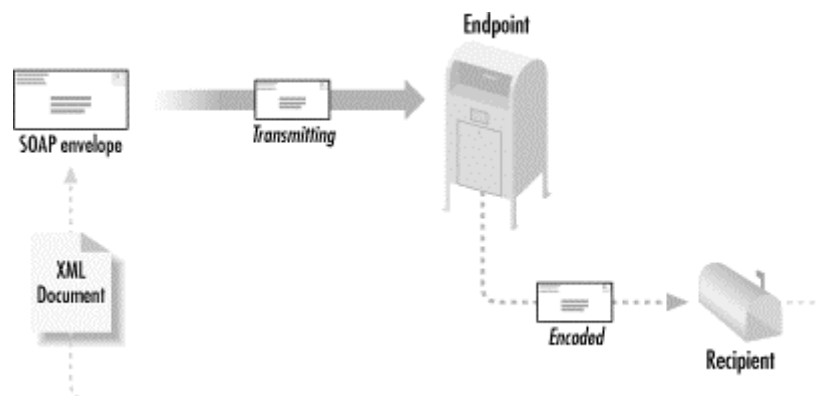 Endpoint
SOAP envelope
Transmitting
XML
Document
Encoded
Recipient